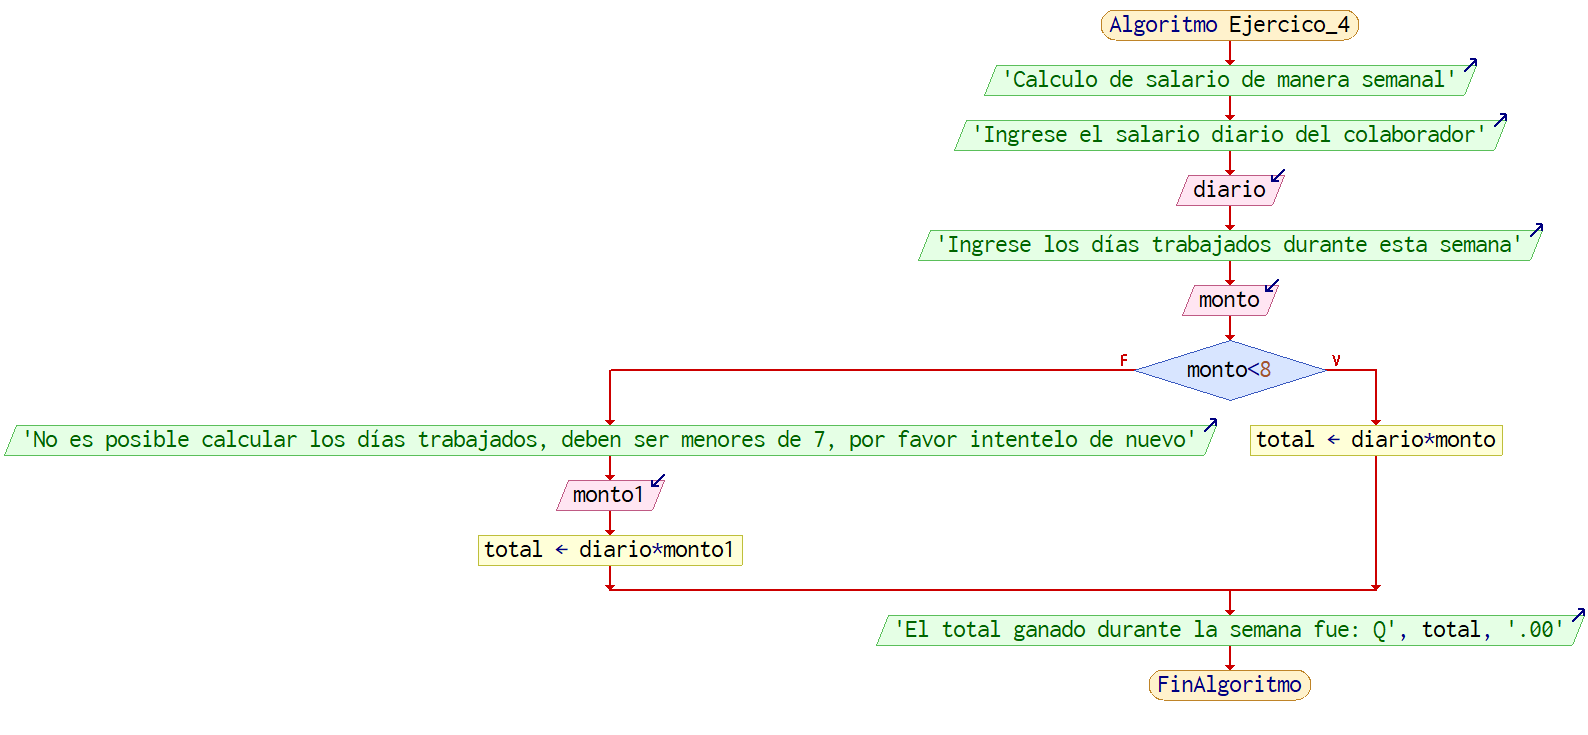 Algoritmo Ejercico_4
'Calculo de salario de manera semanal'
'Ingrese el salario diario del colaborador'
diario
'Ingrese los días trabajados durante esta semana'
monto
monto<8
F
V
'No es posible calcular los días trabajados, deben ser menores de 7, por favor intentelo de nuevo'
total ← diario*monto
monto1
total ← diario*monto1
'El total ganado durante la semana fue: Q', total, '.00'
FinAlgoritmo